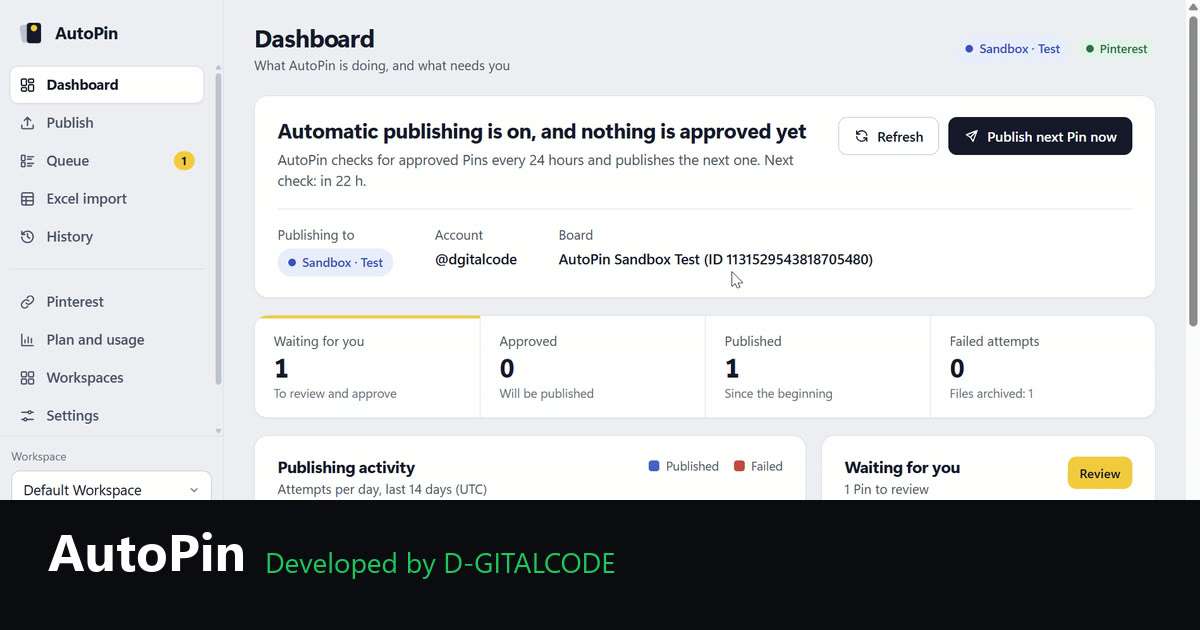 AutoPin
Dashboard
Publish
Queue
1
Excel import
History
Pinterest
Plan and usage
Workspaces
Settings
Workspace
Default Workspace
Dashboard
What AutoPin is doing, and what needs you
Sandbox · Test
Pinterest
Automatic publishing is on, and nothing is approved yet
AutoPin checks for approved Pins every 24 hours and publishes the next one. Next
check: in 22 h.
Refresh
Publish next Pin now
Publishing to
Sandbox · Test
Account
@dgitalcode
Board
AutoPin Sandbox Test (ID 1131529543818705480)
Waiting for you
1
To review and approve
Approved
0
Will be published
Published
1
Since the beginning
Failed attempts
0
Files archived: 1
Publishing activity
Attempts per day, last 14 days (UTC)
Published
Failed
Waiting for you
1 Pin to review
Review
AutoPin
Developed by D-GITALCODE